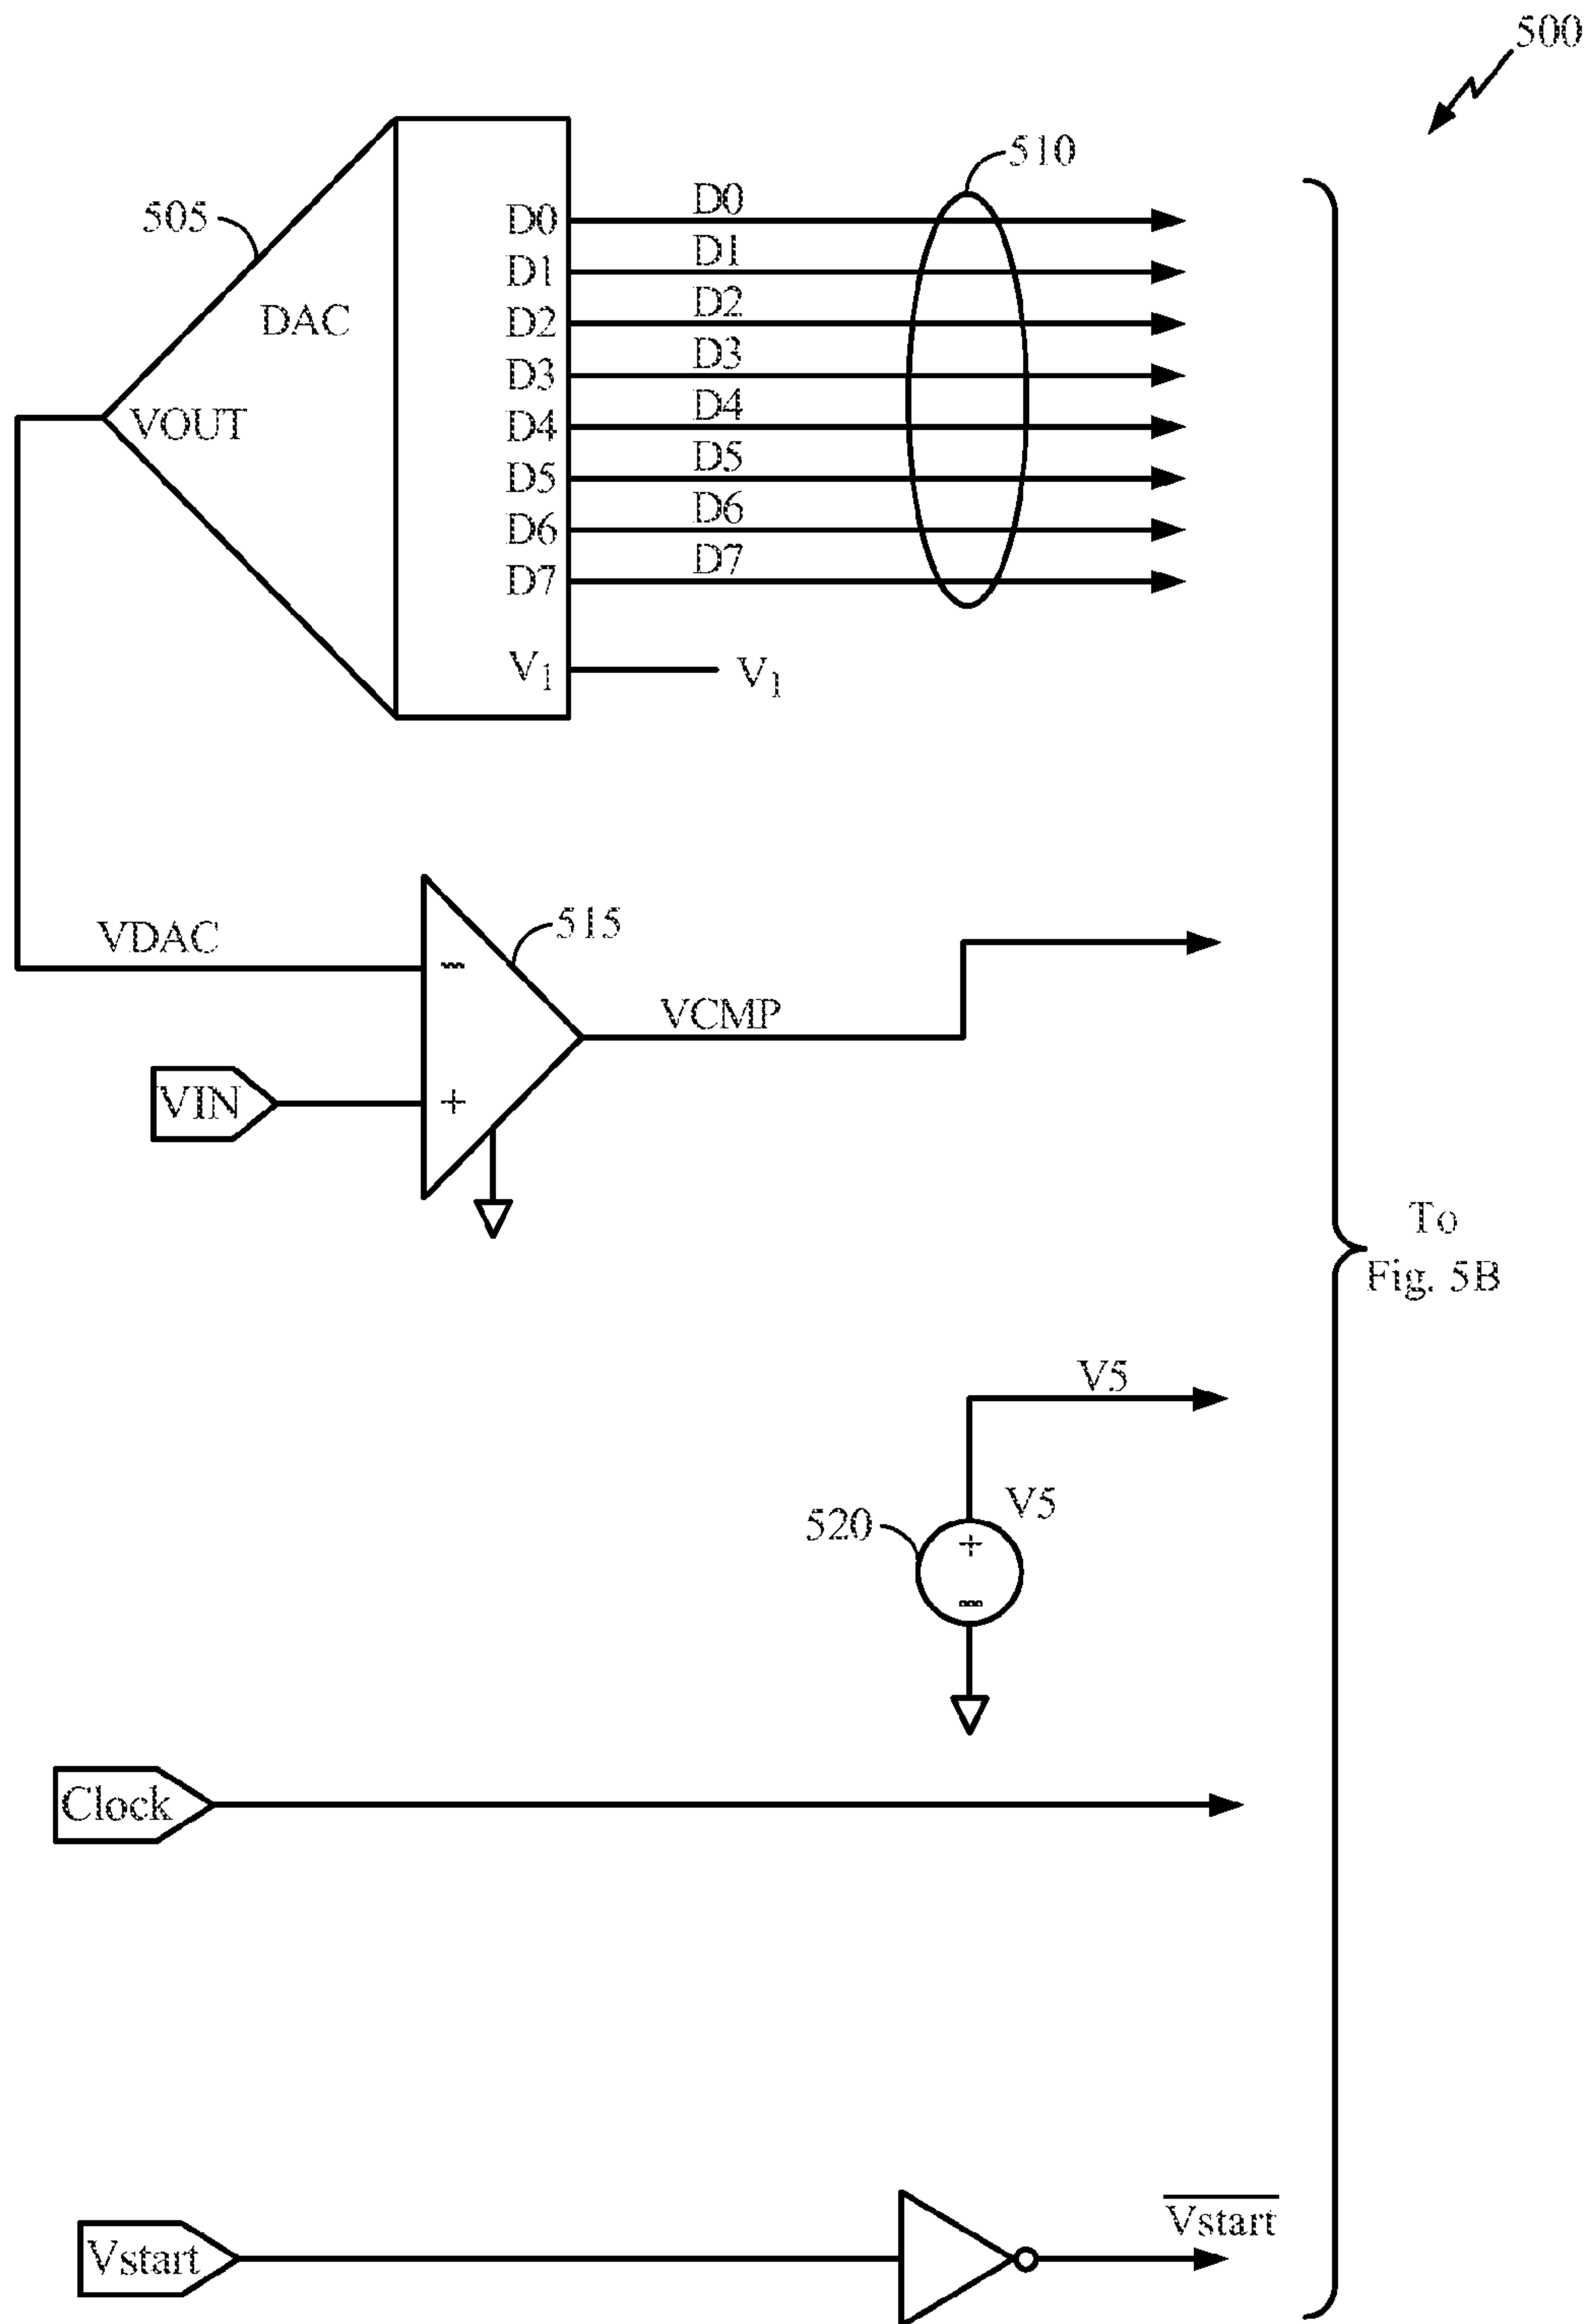 500
510
505
DAC
VOUT
D0
D1
D2
D3
D4
D5
D6
D7
V1
D0
D1
D2
D3
D4
D5
D6
D7
V1
VDAC
515
–
+
VCMP
VIN
To
Fig. 5B
V5
V5
520
+
–
Clock
Vstart
Vstart